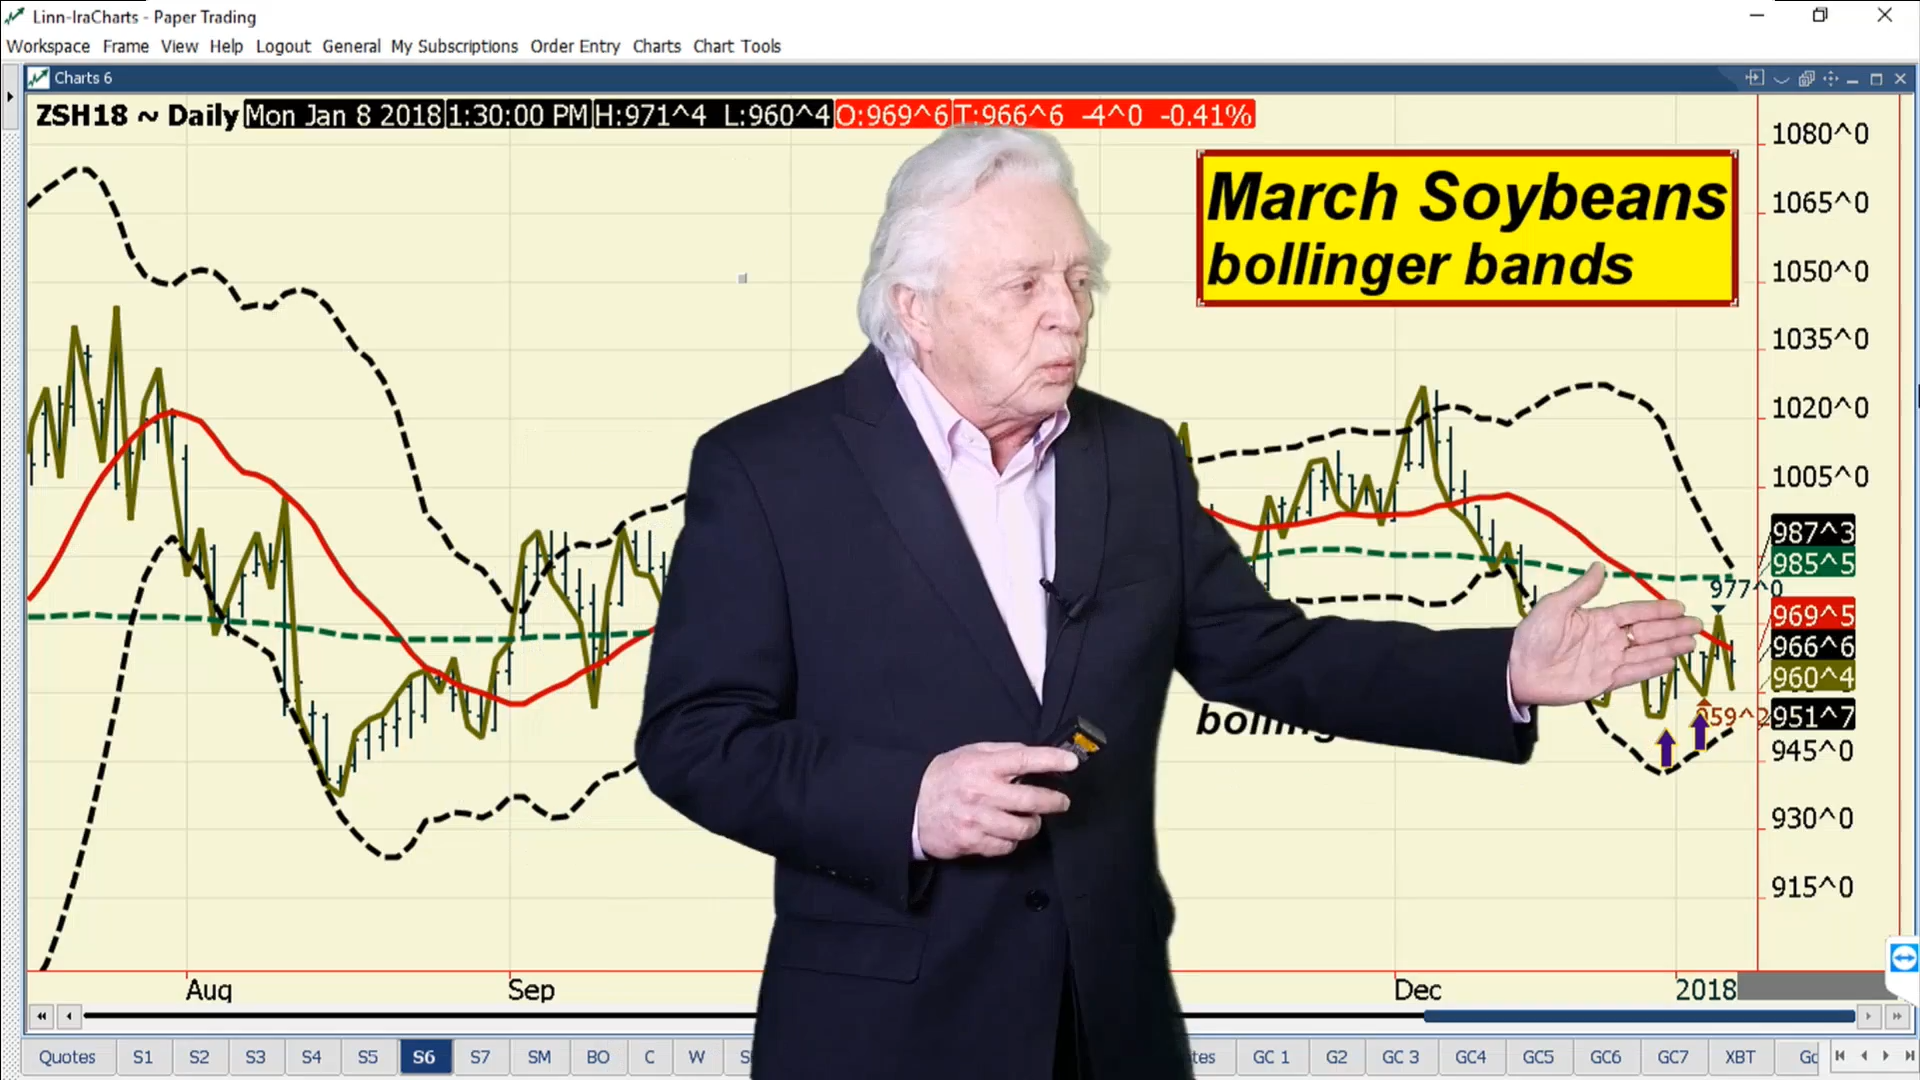 Linn-IraCharts - Paper Trading
Workspace Frame View Help Logout General My Subscriptions Order Entry Charts Chart Tools
Charts 6
ZSH18 ~ Daily Mon Jan 8 2018 1:30:00 PM H:971^4 L:960^4 O:969^6 T:966^6 -4^0 -0.41%
March Soybeans
bollinger bands
1080^0
1065^0
1050^0
1035^0
1020^0
1005^0
987^3
985^5
977^0
969^5
966^6
960^4
959^2
951^7
945^0
930^0
915^0
Aug Sep Dec 2018
Quotes S1 S2 S3 S4 S5 S6 S7 SM BO C W GC 1 G2 GC 3 GC4 GC5 GC6 GC7 XBT